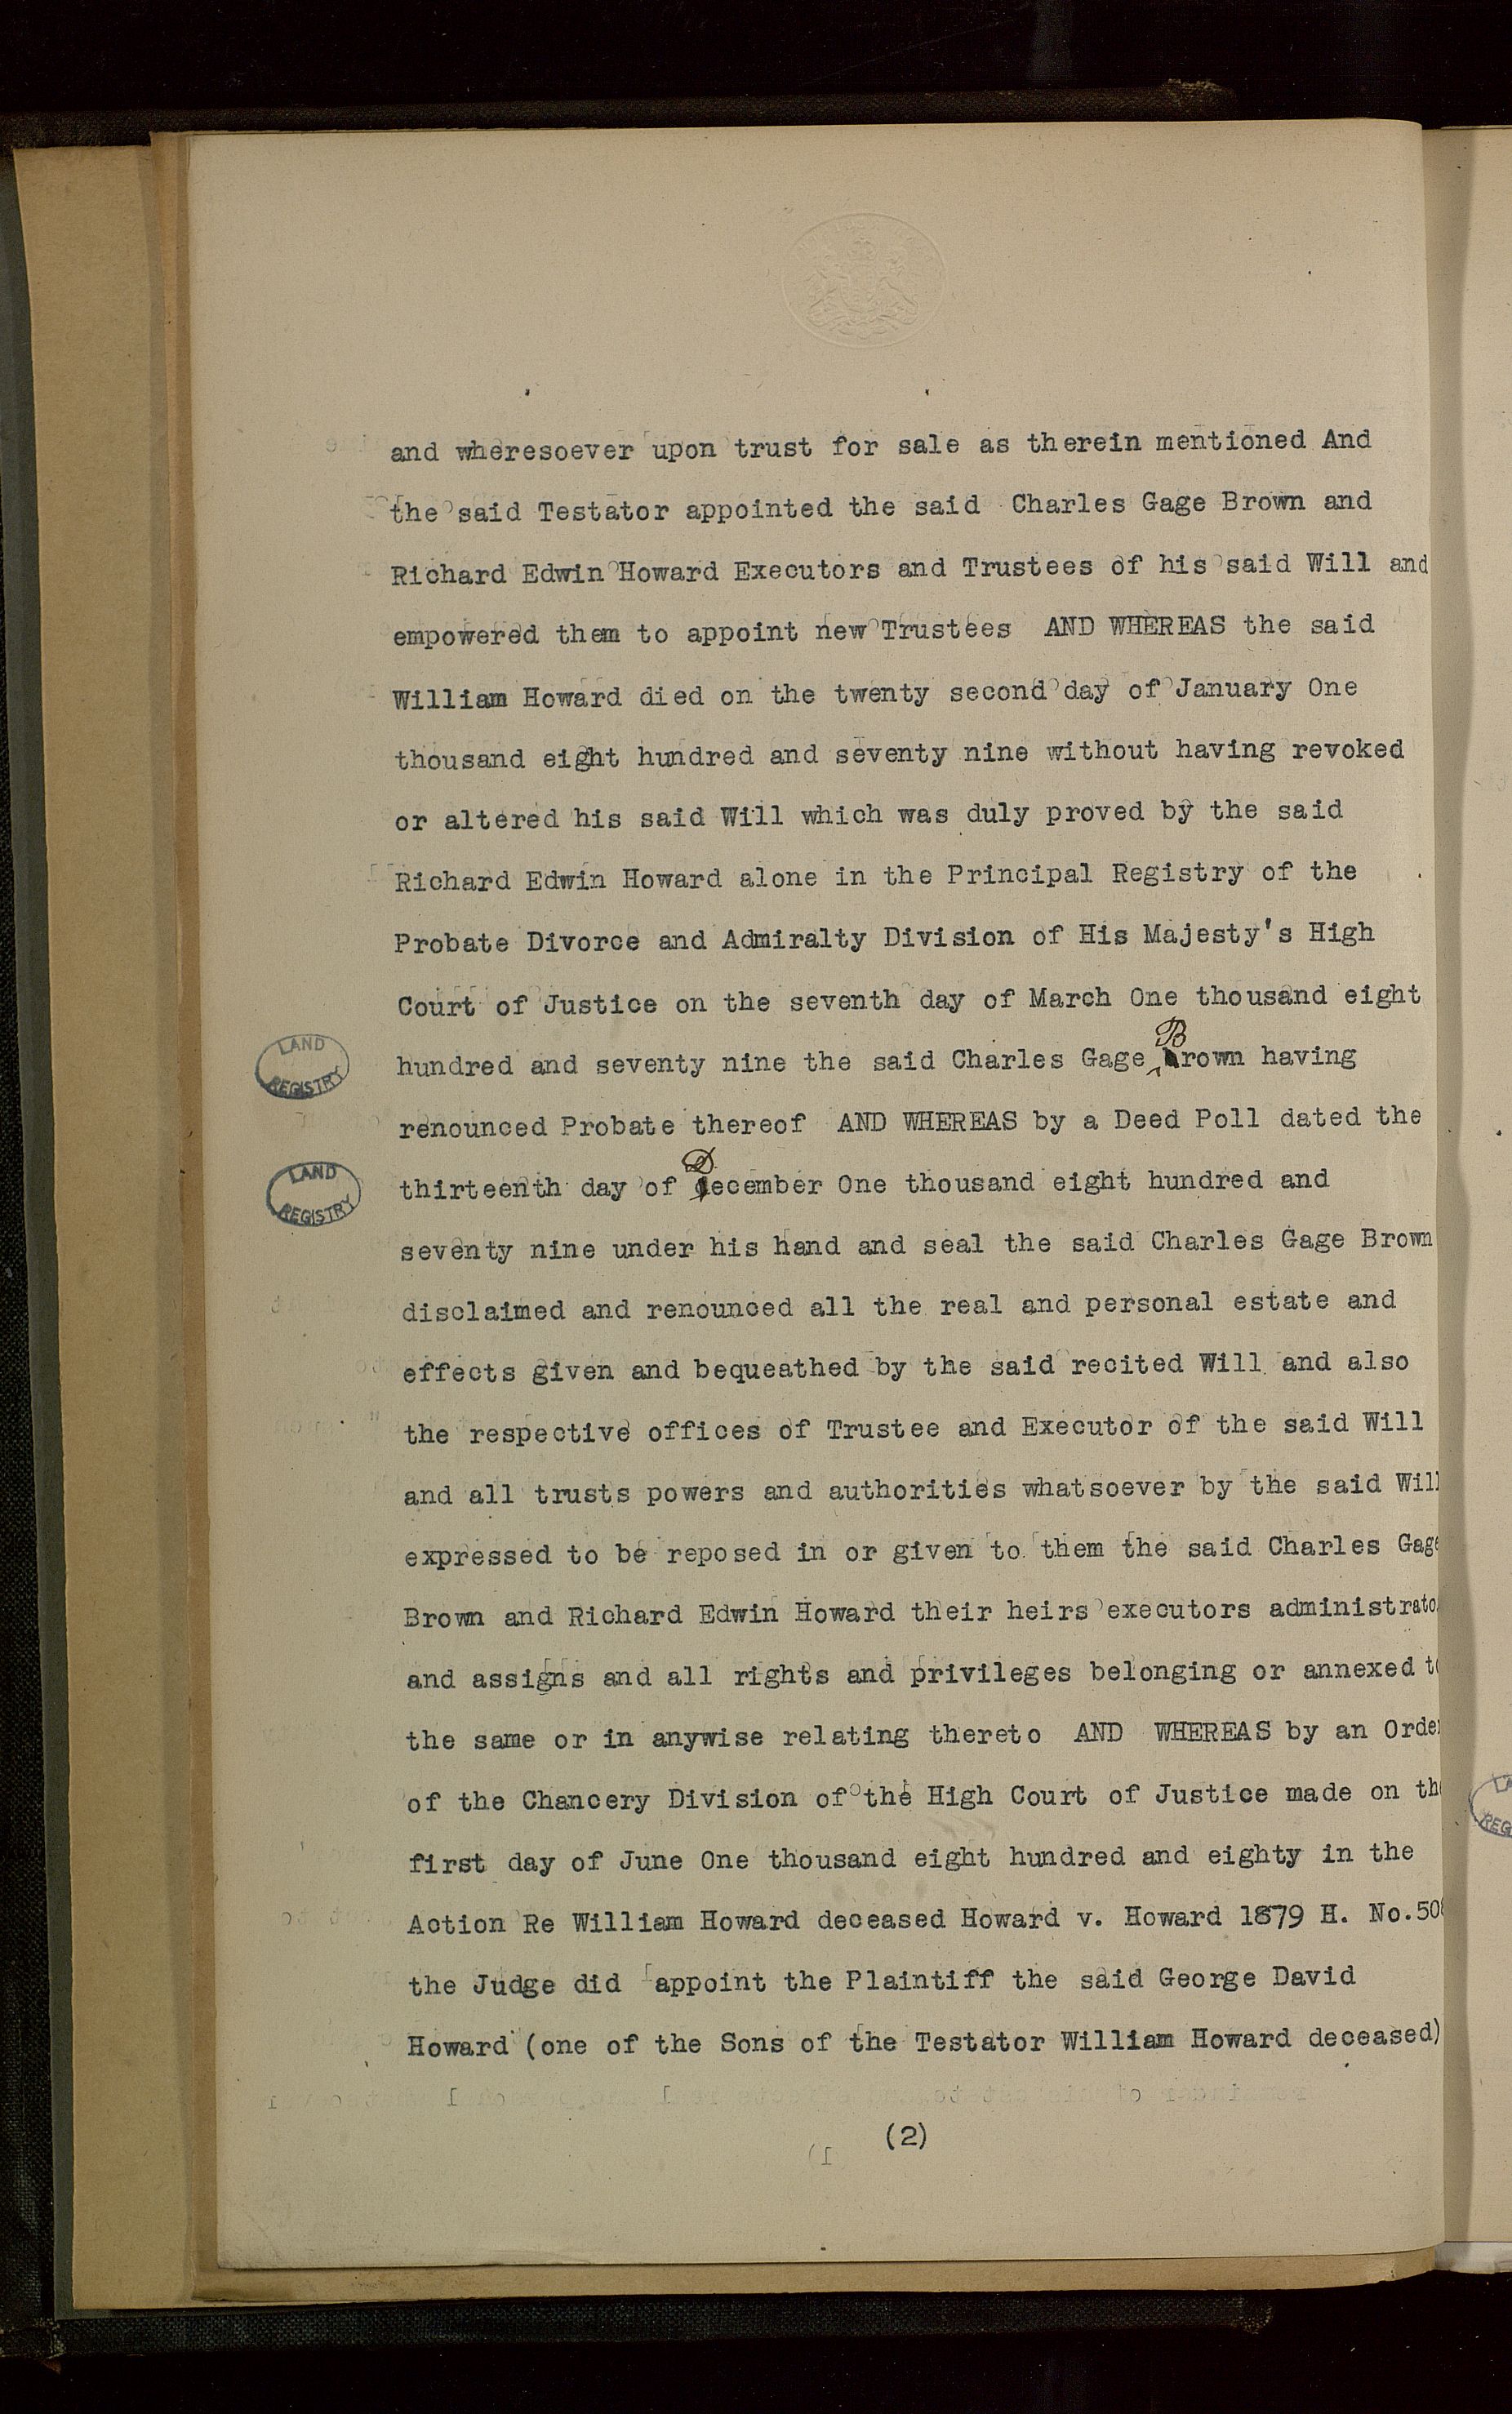 and wheresoever upon trust for sale as therein mentioned And
the said Testator appointed the said Charles Gage Brown and
Richard Edwin Howard Executors and Trustees of his said Will and
empowered them to appoint new Trustees AND WHEREAS the said
William Howard died on the twenty second day of January One
thousand eight hundred and seventy nine without having revoked
or altered his said Will which was duly proved by the said
Richard Edwin Howard alone in the Principal Registry of the
Probate Divorce and Admiralty Division of His Majesty's High
Court of Justice on the seventh day of March One thousand eight
LAND REGISTRY
hundred and seventy nine the said Charles Gage Brown having
renounced Probate thereof AND WHEREAS by a Deed Poll dated the
LAND REGISTRY
thirteenth day of December One thousand eight hundred and
seventy nine under his hand and seal the said Charles Gage Brown
disclaimed and renounced all the real and personal estate and
effects given and bequeathed by the said recited Will and also
the respective offices of Trustee and Executor of the said Will
and all trusts powers and authorities whatsoever by the said Will
expressed to be reposed in or given to them the said Charles Gage
Brown and Richard Edwin Howard their heirs executors administrato
and assigns and all rights and privileges belonging or annexed to
the same or in anywise relating thereto AND WHEREAS by an Order
of the Chancery Division of the High Court of Justice made on the
first day of June One thousand eight hundred and eighty in the
Action Re William Howard deceased Howard v. Howard 1879 H. No.50
the Judge did appoint the Plaintiff the said George David
Howard (one of the Sons of the Testator William Howard deceased)
(2)